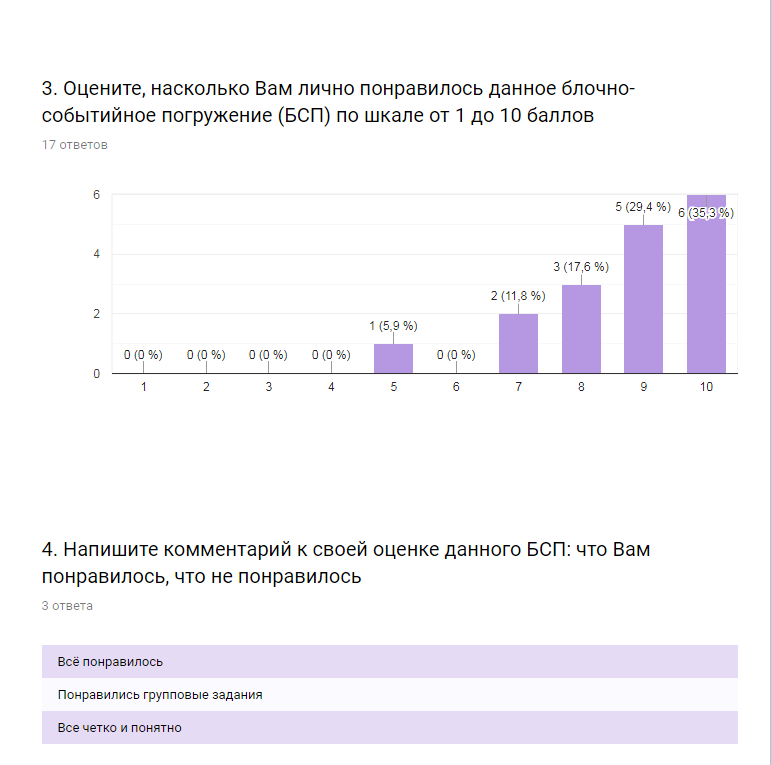 3. Оцените, насколько Вам лично понравилось данное блочно-
событийное погружение (БСП) по шкале от 1 до 10 баллов
17 ответов
6
4
2
0
0 (0 %)
0 (0 %)
0 (0 %)
0 (0 %)
1 (5,9 %)
0 (0 %)
2 (11,8 %)
3 (17,6 %)
5 (29,4 %)
6 (35,3 %)
1 2 3 4 5 6 7 8 9 10
4. Напишите комментарий к своей оценке данного БСП: что Вам
понравилось, что не понравилось
3 ответа
Всё понравилось
Понравились групповые задания
Все четко и понятно